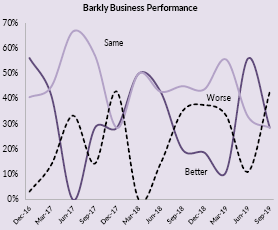 Barkly Business Performance
70%
60%
50%
40%
30%
20%
10%
0%
Same
Worse
Better
Dec-16
Mar-17
Jun-17
Sep-17
Dec-17
Mar-18
Jun-18
Sep-18
Dec-18
Mar-19
Jun-19
Sep-19